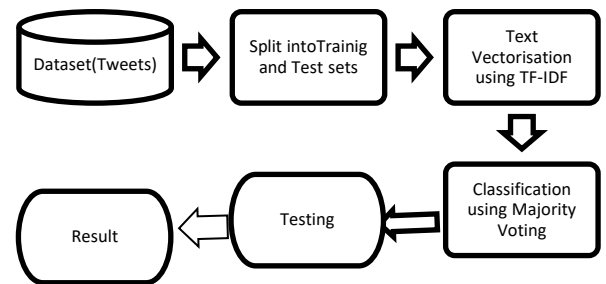 Dataset(Tweets)
Split intoTrainig
and Test sets
Text
Vectorisation
using TF-IDF
Classification
using Majority
Voting
Testing
Result